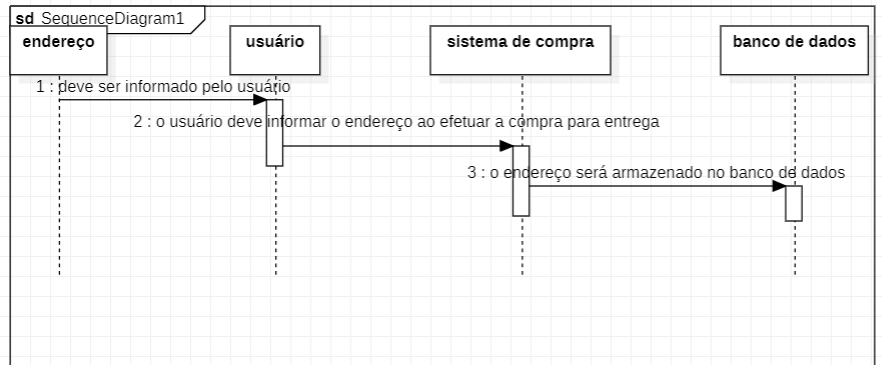 sd SequenceDiagram1
endereço
usuário
sistema de compra
banco de dados
1 : deve ser informado pelo usuário
2 : o usuário deve informar o endereço ao efetuar a compra para entrega
3 : o endereço será armazenado no banco de dados